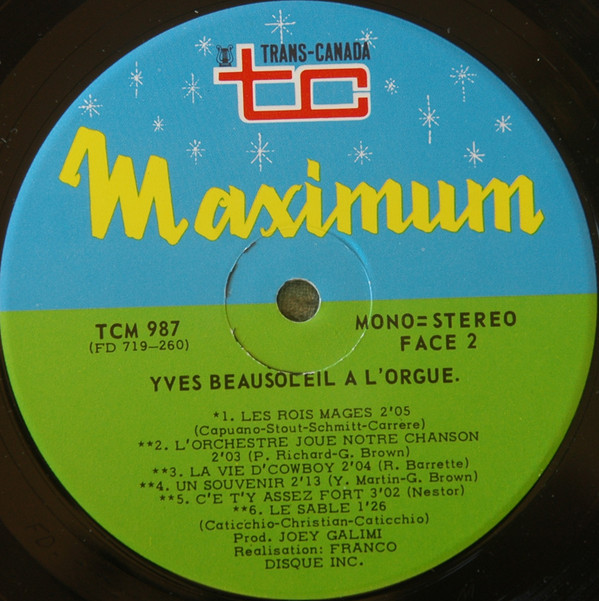 TRANS-CANADA
tc
Maximum
TCM 987
(FD 719-260)
MONO=STEREO
FACE 2
YVES BEAUSOLEIL A L'ORGUE.
*1. LES ROIS MAGES 2'05
(Capuano-Stout-Schmitt-Carrere)
**2. L'ORCHESTRE JOUE NOTRE CHANSON
2'03 (P. Richard-G. Brown)
**3. LA VIE D'COWBOY 2'04 (R. Barrette)
**4. UN SOUVENIR 2'13 (Y. Martin-G. Brown)
**5. C'E T'Y ASSEZ FORT 3'02 (Nestor)
**6. LE SABLE 1'26
(Caticchio-Christian-Caticchio)
Prod. JOEY GALIMI
Realisation: FRANCO
DISQUE INC.